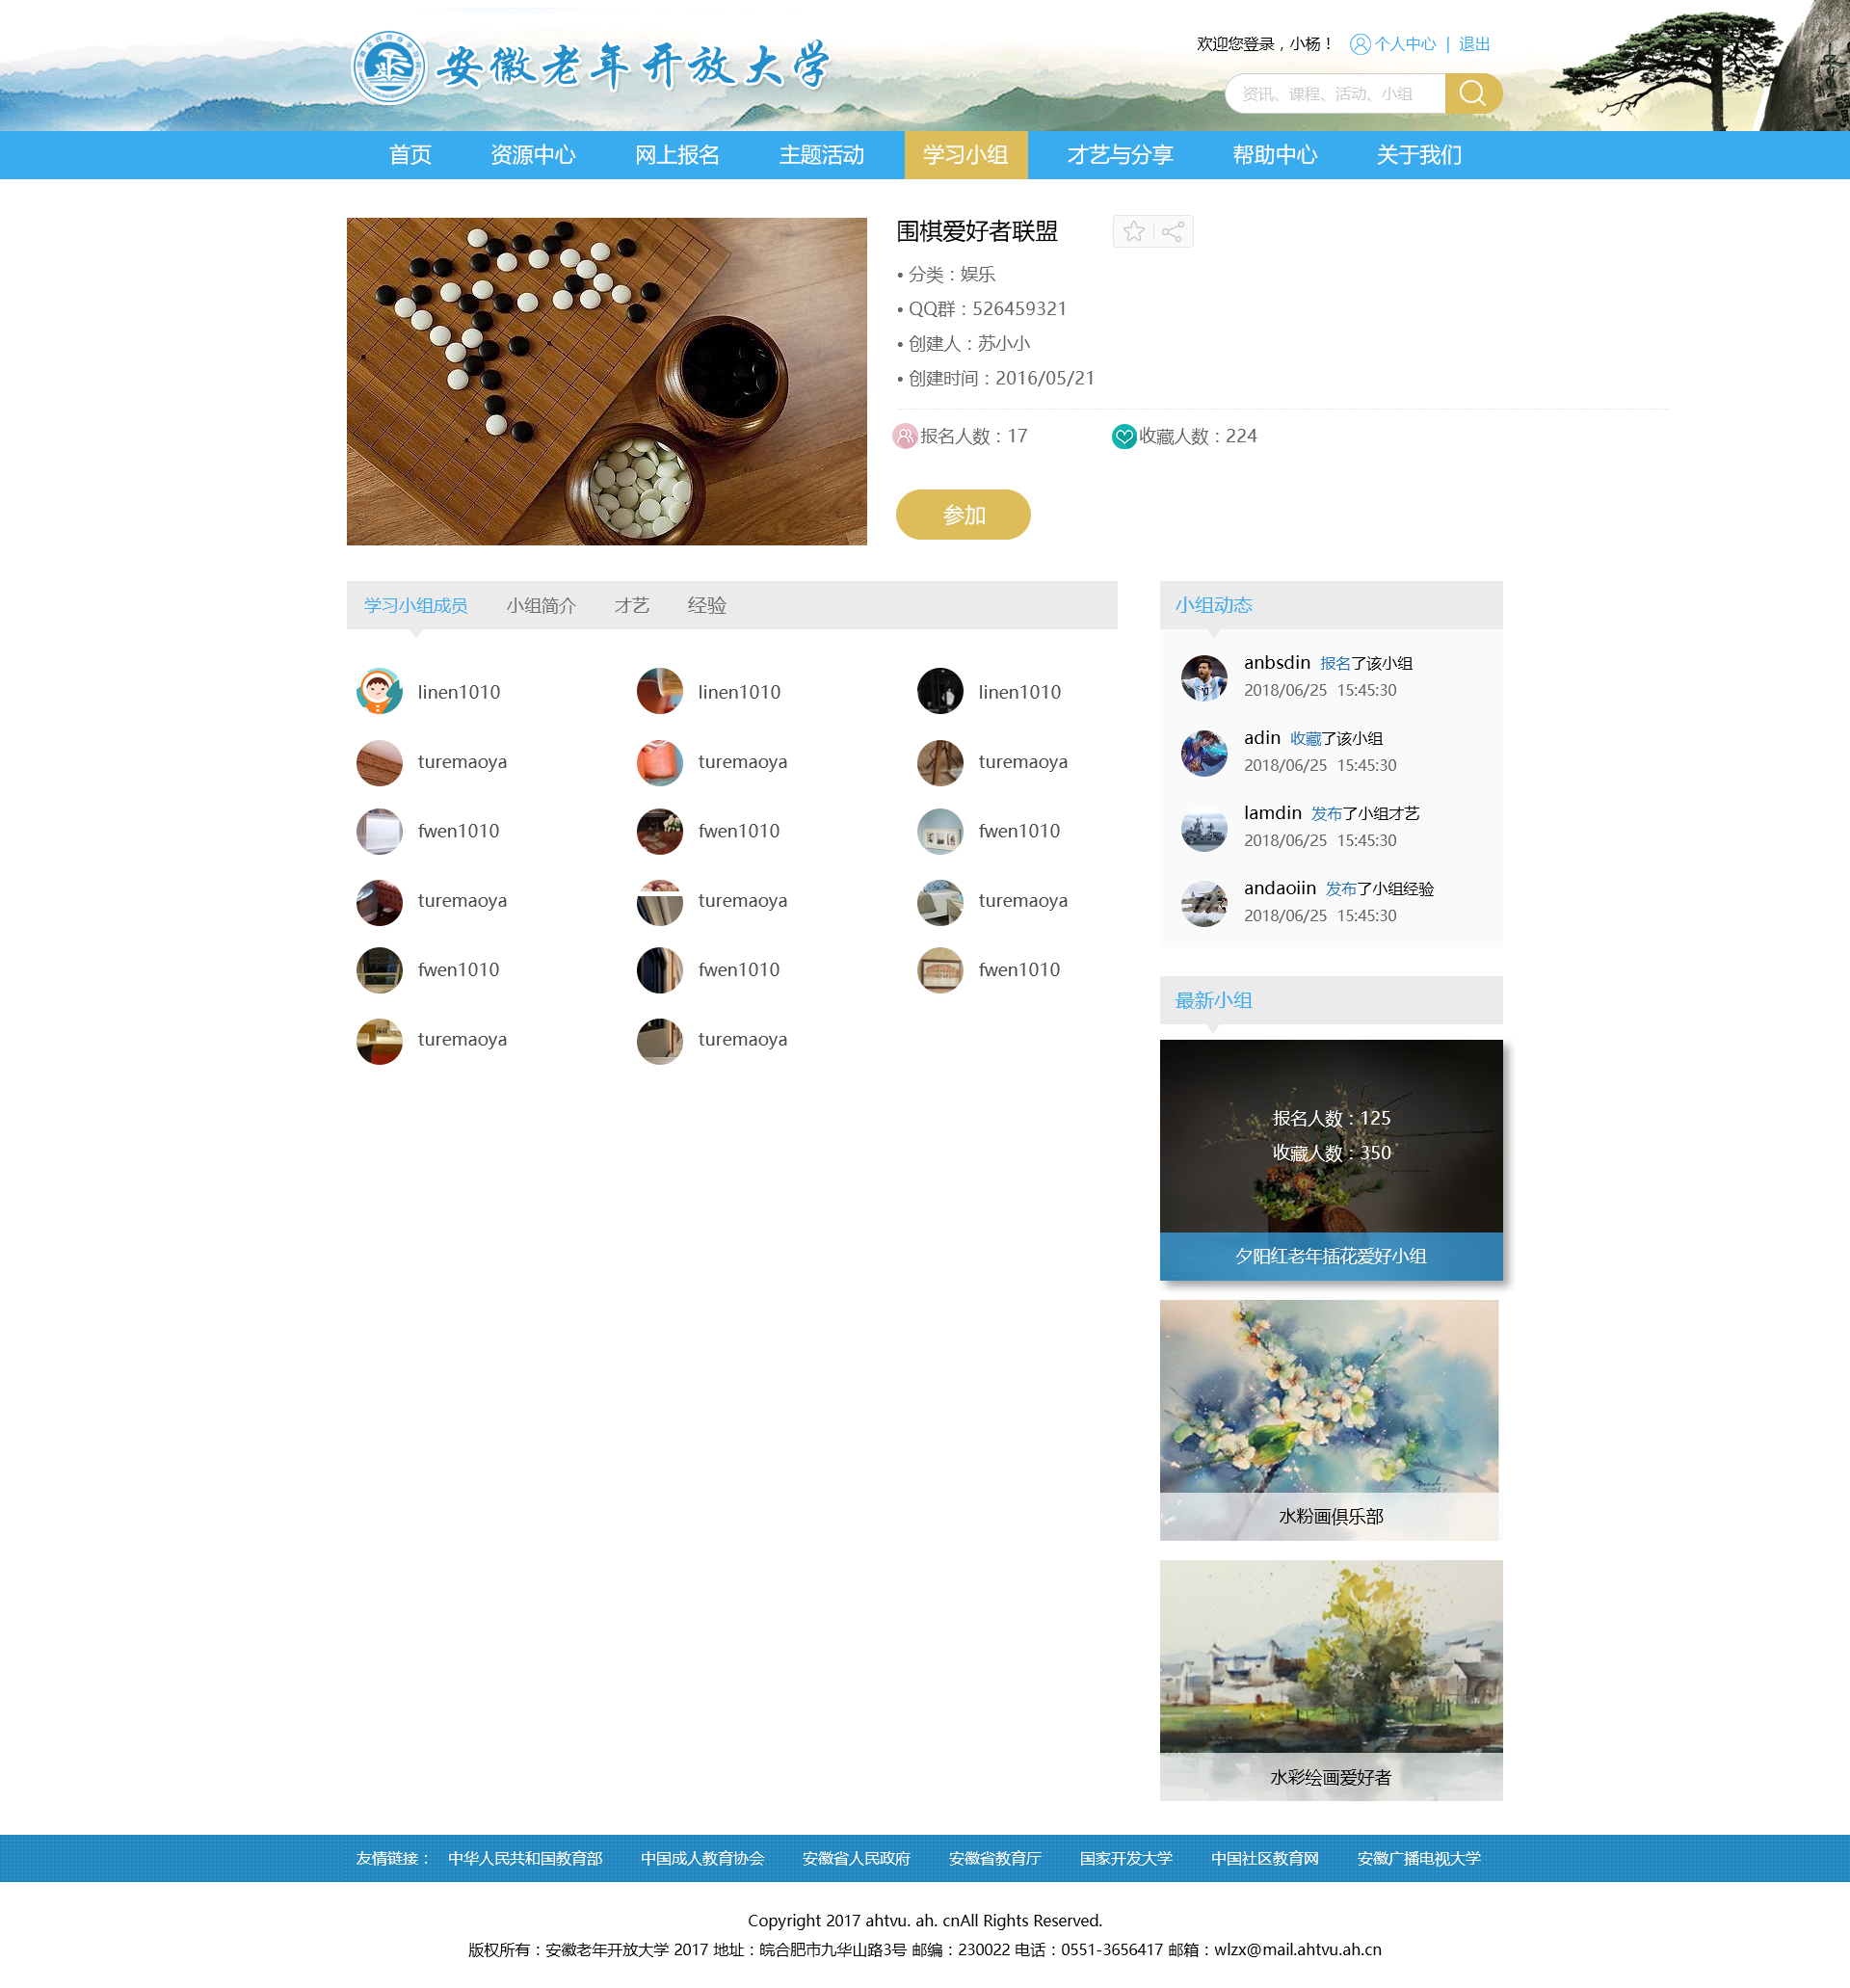 安徽老年开放大学
欢迎您登录，小杨！ 个人中心 | 退出
资讯、课程、活动、小组
首页 资源中心 网上报名 主题活动 学习小组 才艺与分享 帮助中心 关于我们
围棋爱好者联盟
• 分类：娱乐
• QQ群：526459321
• 创建人：苏小小
• 创建时间：2016/05/21
报名人数：17 收藏人数：224
参加
学习小组成员 小组简介 才艺 经验
linen1010 linen1010 linen1010
turemaoya turemaoya turemaoya
fwen1010 fwen1010 fwen1010
turemaoya turemaoya turemaoya
fwen1010 fwen1010 fwen1010
turemaoya turemaoya
小组动态
anbsdin 报名了该小组
2018/06/25 15:45:30
adin 收藏了该小组
2018/06/25 15:45:30
lamdin 发布了小组才艺
2018/06/25 15:45:30
andaoiin 发布了小组经验
2018/06/25 15:45:30
最新小组
报名人数：125
收藏人数：350
夕阳红老年插花爱好小组
水粉画俱乐部
水彩绘画爱好者
友情链接： 中华人民共和国教育部 中国成人教育协会 安徽省人民政府 安徽省教育厅 国家开发大学 中国社区教育网 安徽广播电视大学
Copyright 2017 ahtvu. ah. cnAll Rights Reserved.
版权所有：安徽老年开放大学 2017 地址：皖合肥市九华山路3号 邮编：230022 电话：0551-3656417 邮箱：wlzx@mail.ahtvu.ah.cn